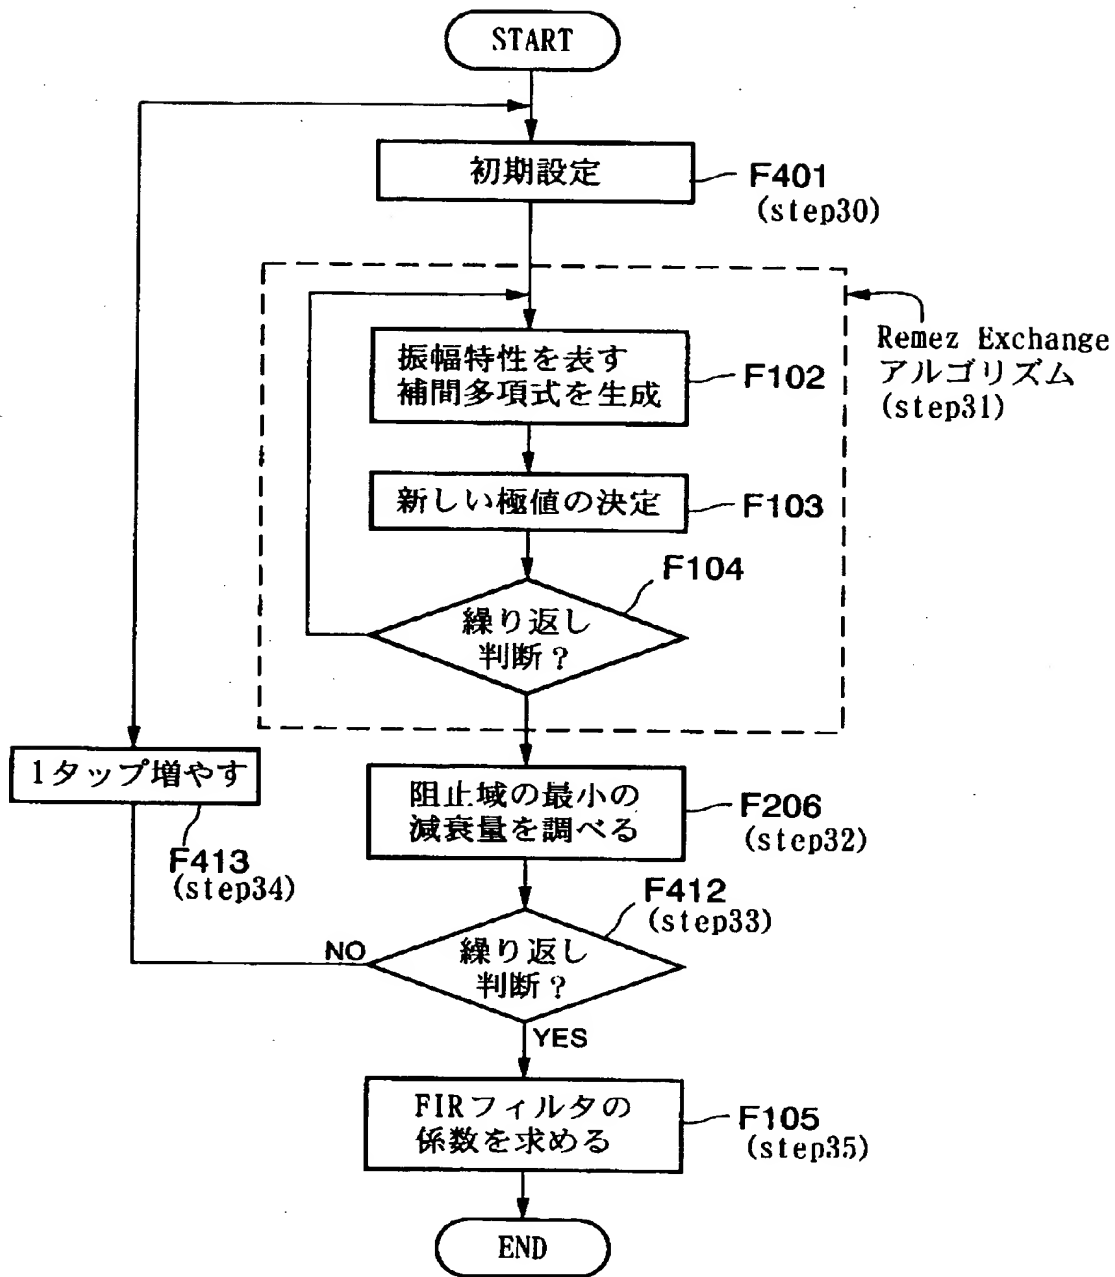 START
初期設定
F401
(step30)
Remez Exchange
アルゴリズム
(step31)
振幅特性を表す
補間多項式を生成
F102
新しい極値の決定
F103
F104
繰り返し
判断?
1タップ増やす
F413
(step34)
阻止域の最小の
減衰量を調べる
F206
(step32)
F412
(step33)
繰り返し
判断?
NO
YES
FIRフィルタの
係数を求める
F105
(step35)
END